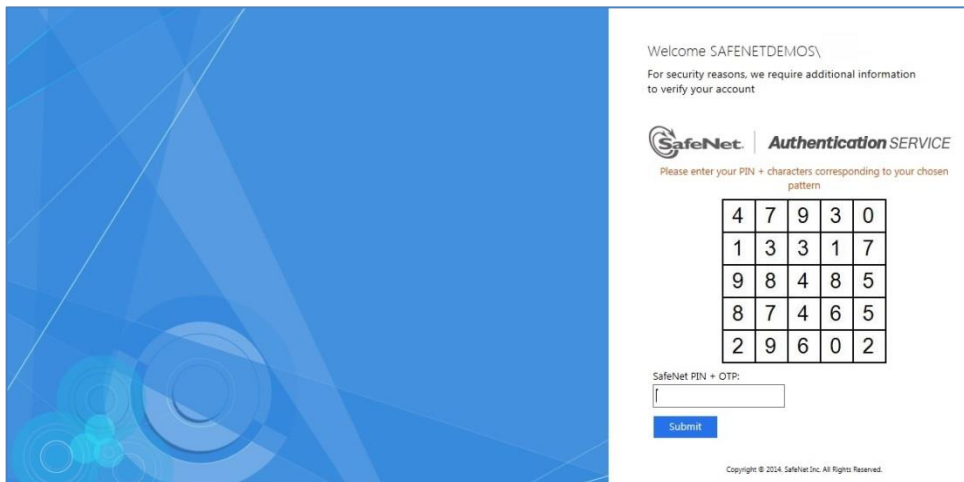 Welcome SAFENETDEMOS\
For security reasons, we require additional information
to verify your account
SafeNet. | Authentication SERVICE
Please enter your PIN + characters corresponding to your chosen
pattern
4 7 9 3 0
1 3 3 1 7
9 8 4 8 5
8 7 4 6 5
2 9 6 0 2
SafeNet PIN + OTP:
Submit
Copyright © 2014. SafeNet Inc. All Rights Reserved.